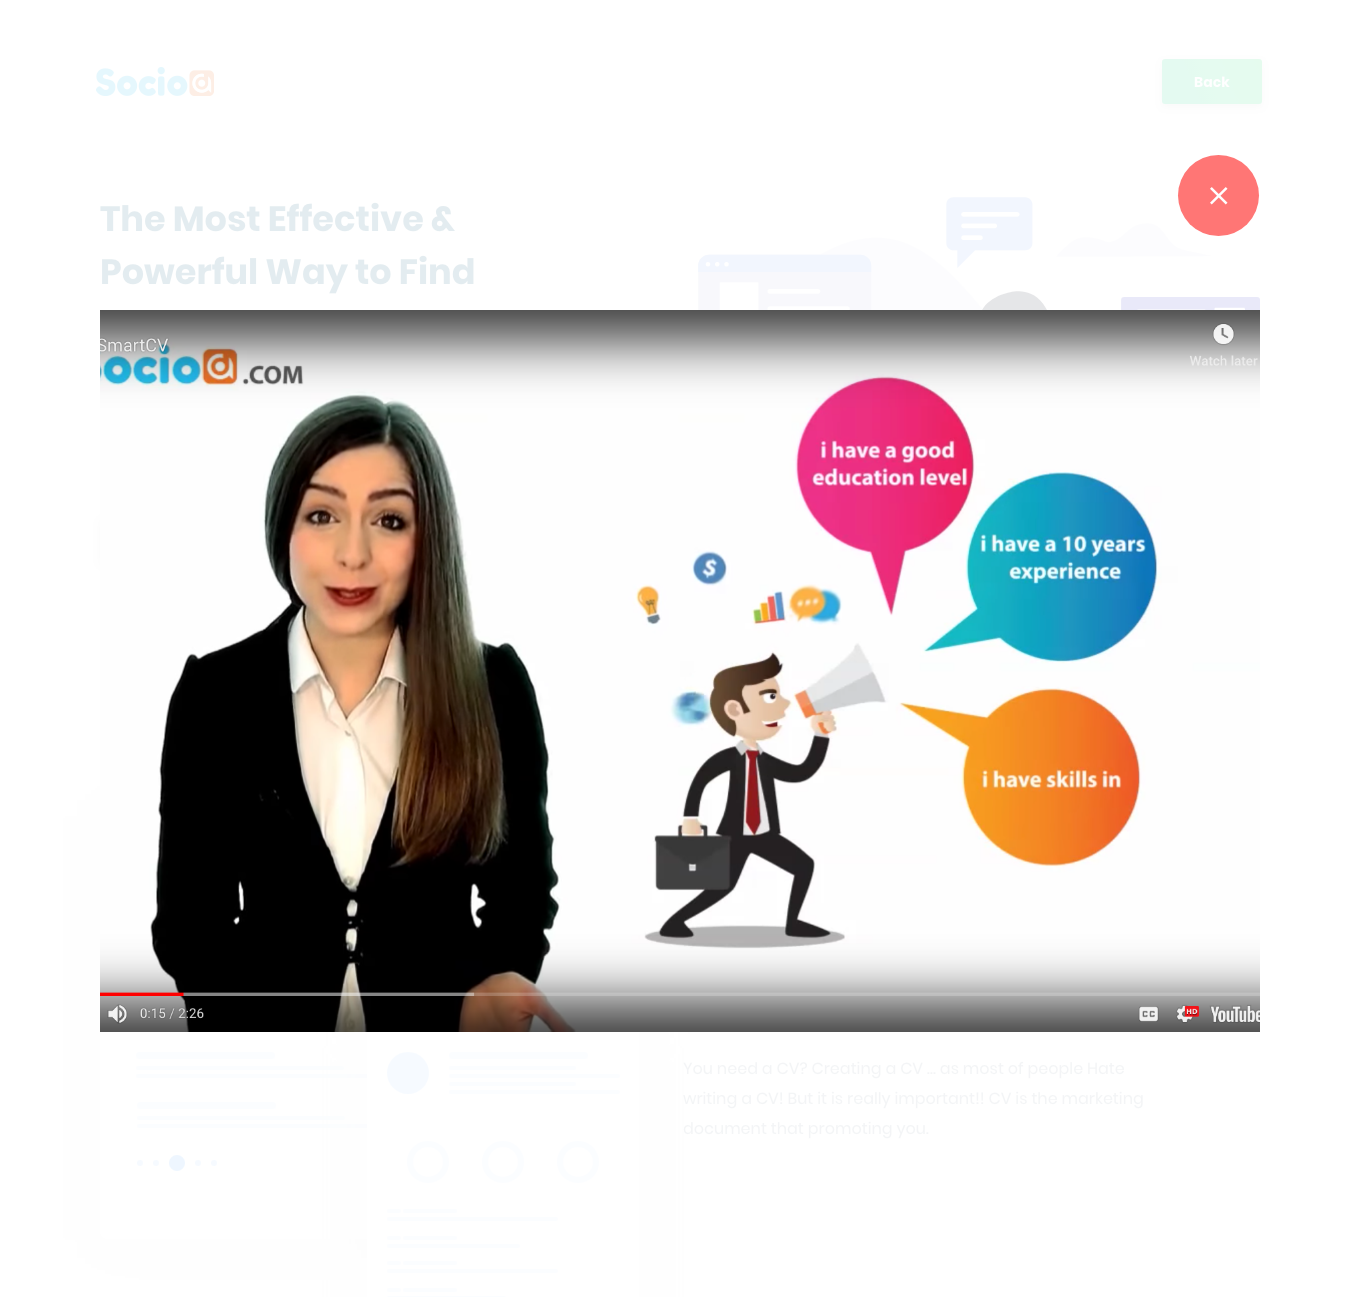 Socio
Back
The Most Effective &
Powerful Way to Find
SmartCV
Watch later
ocio .COM
i have a good
education level
i have a 10 years
experience
i have skills in
0:15 / 2:26
CC
HD
YouTube
You need a CV? Creating a CV ... as most of people Hate
writing a CV! But it is really important!! CV is the marketing
document that promoting you.